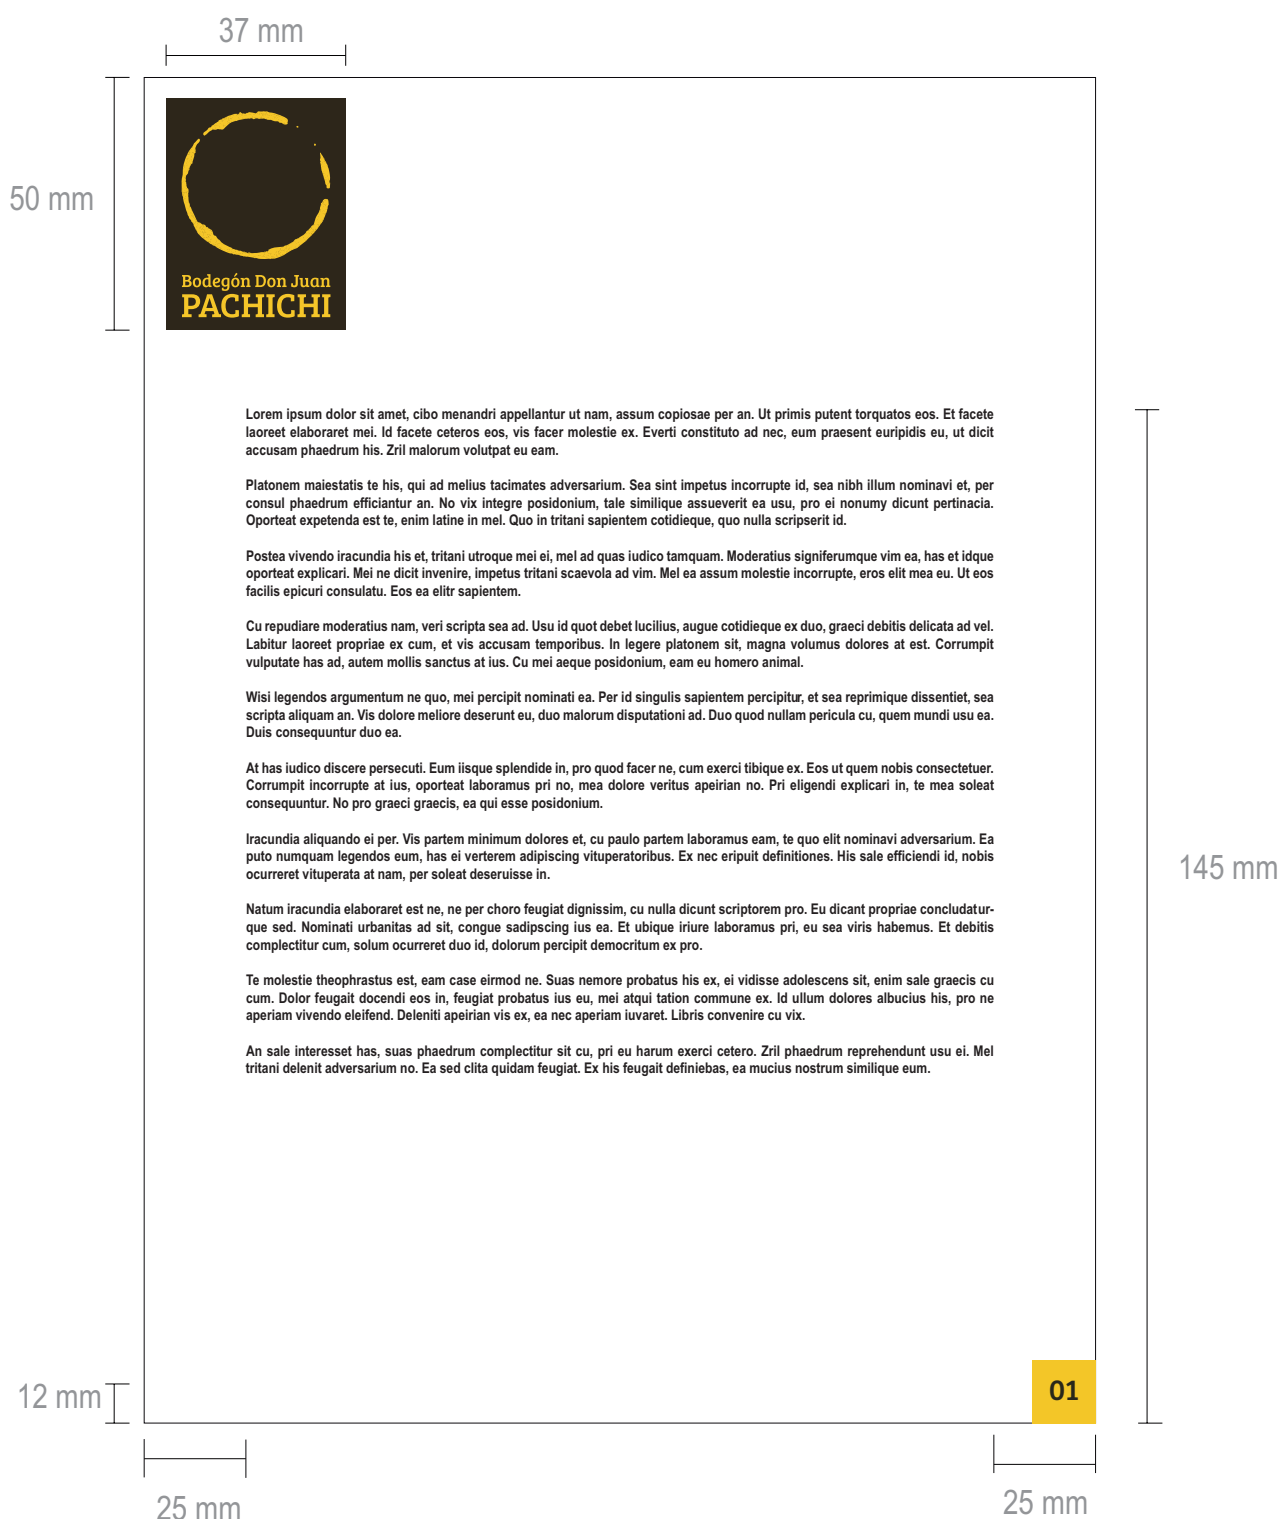 37 mm
50 mm
Bodegón Don Juan
PACHICHI
Lorem ipsum dolor sit amet, cibo menandri appellantur ut nam, assum copiosae per an. Ut primis putent torquatos eos. Et facete
laoreet elaboraret mei. Id facete ceteros eos, vis facer molestie ex. Everti constituto ad nec, eum praesent euripidis eu, ut dicit
accusam phaedrum his. Zril malorum volutpat eu eam.
Platonem maiestatis te his, qui ad melius tacimates adversarium. Sea sint impetus incorrupte id, sea nibh illum nominavi et, per
consul phaedrum efficiantur an. No vix integre posidonium, tale similique assueverit ea usu, pro ei nonumy dicunt pertinacia.
Oporteat expetenda est te, enim latine in mel. Quo in tritani sapientem cotidieque, quo nulla scripserit id.
Postea vivendo iracundia his et, tritani utroque mei ei, mel ad quas iudico tamquam. Moderatius signiferumque vim ea, has et idque
oporteat explicari. Mei ne dicit invenire, impetus tritani scaevola ad vim. Mel ea assum molestie incorrupte, eros elit mea eu. Ut eos
facilis epicuri consulatu. Eos ea elitr sapientem.
Cu repudiare moderatius nam, veri scripta sea ad. Usu id quot debet lucilius, augue cotidieque ex duo, graeci debitis delicata ad vel.
Labitur laoreet propriae ex cum, et vis accusam temporibus. In legere platonem sit, magna volumus dolores at est. Corrumpit
vulputate has ad, autem mollis sanctus at ius. Cu mei aeque posidonium, eam eu homero animal.
Wisi legendos argumentum ne quo, mei percipit nominati ea. Per id singulis sapientem percipitur, et sea reprimique dissentiet, sea
scripta aliquam an. Vis dolore meliore deserunt eu, duo malorum disputationi ad. Duo quod nullam pericula cu, quem mundi usu ea.
Duis consequuntur duo ea.
At has iudico discere persecuti. Eum iisque splendide in, pro quod facer ne, cum exerci tibique ex. Eos ut quem nobis consectetuer.
Corrumpit incorrupte at ius, oporteat laboramus pri no, mea dolore veritus apeirian no. Pri eligendi explicari in, te mea soleat
consequuntur. No pro graeci graecis, ea qui esse posidonium.
Iracundia aliquando ei per. Vis partem minimum dolores et, cu paulo partem laboramus eam, te quo elit nominavi adversarium. Ea
puto numquam legendos eum, has ei verterem adipiscing vituperatoribus. Ex nec eripuit definitiones. His sale efficiendi id, nobis
ocurreret vituperata at nam, per soleat deseruisse in.
Natum iracundia elaboraret est ne, ne per choro feugiat dignissim, cu nulla dicunt scriptorem pro. Eu dicant propriae concludatur-
que sed. Nominati urbanitas ad sit, congue sadipscing ius ea. Et ubique iriure laboramus pri, eu sea viris habemus. Et debitis
complectitur cum, solum ocurreret duo id, dolorum percipit democritum ex pro.
Te molestie theophrastus est, eam case eirmod ne. Suas nemore probatus his ex, ei vidisse adolescens sit, enim sale graecis cu
cum. Dolor feugait docendi eos in, feugiat probatus ius eu, mei atqui tation commune ex. Id ullum dolores albucius his, pro ne
aperiam vivendo eleifend. Deleniti apeirian vis ex, ea nec aperiam iuvaret. Libris convenire cu vix.
An sale interesset has, suas phaedrum complectitur sit cu, pri eu harum exerci cetero. Zril phaedrum reprehendunt usu ei. Mel
tritani delenit adversarium no. Ea sed clita quidam feugiat. Ex his feugait definiebas, ea mucius nostrum similique eum.
145 mm
12 mm
01
25 mm
25 mm